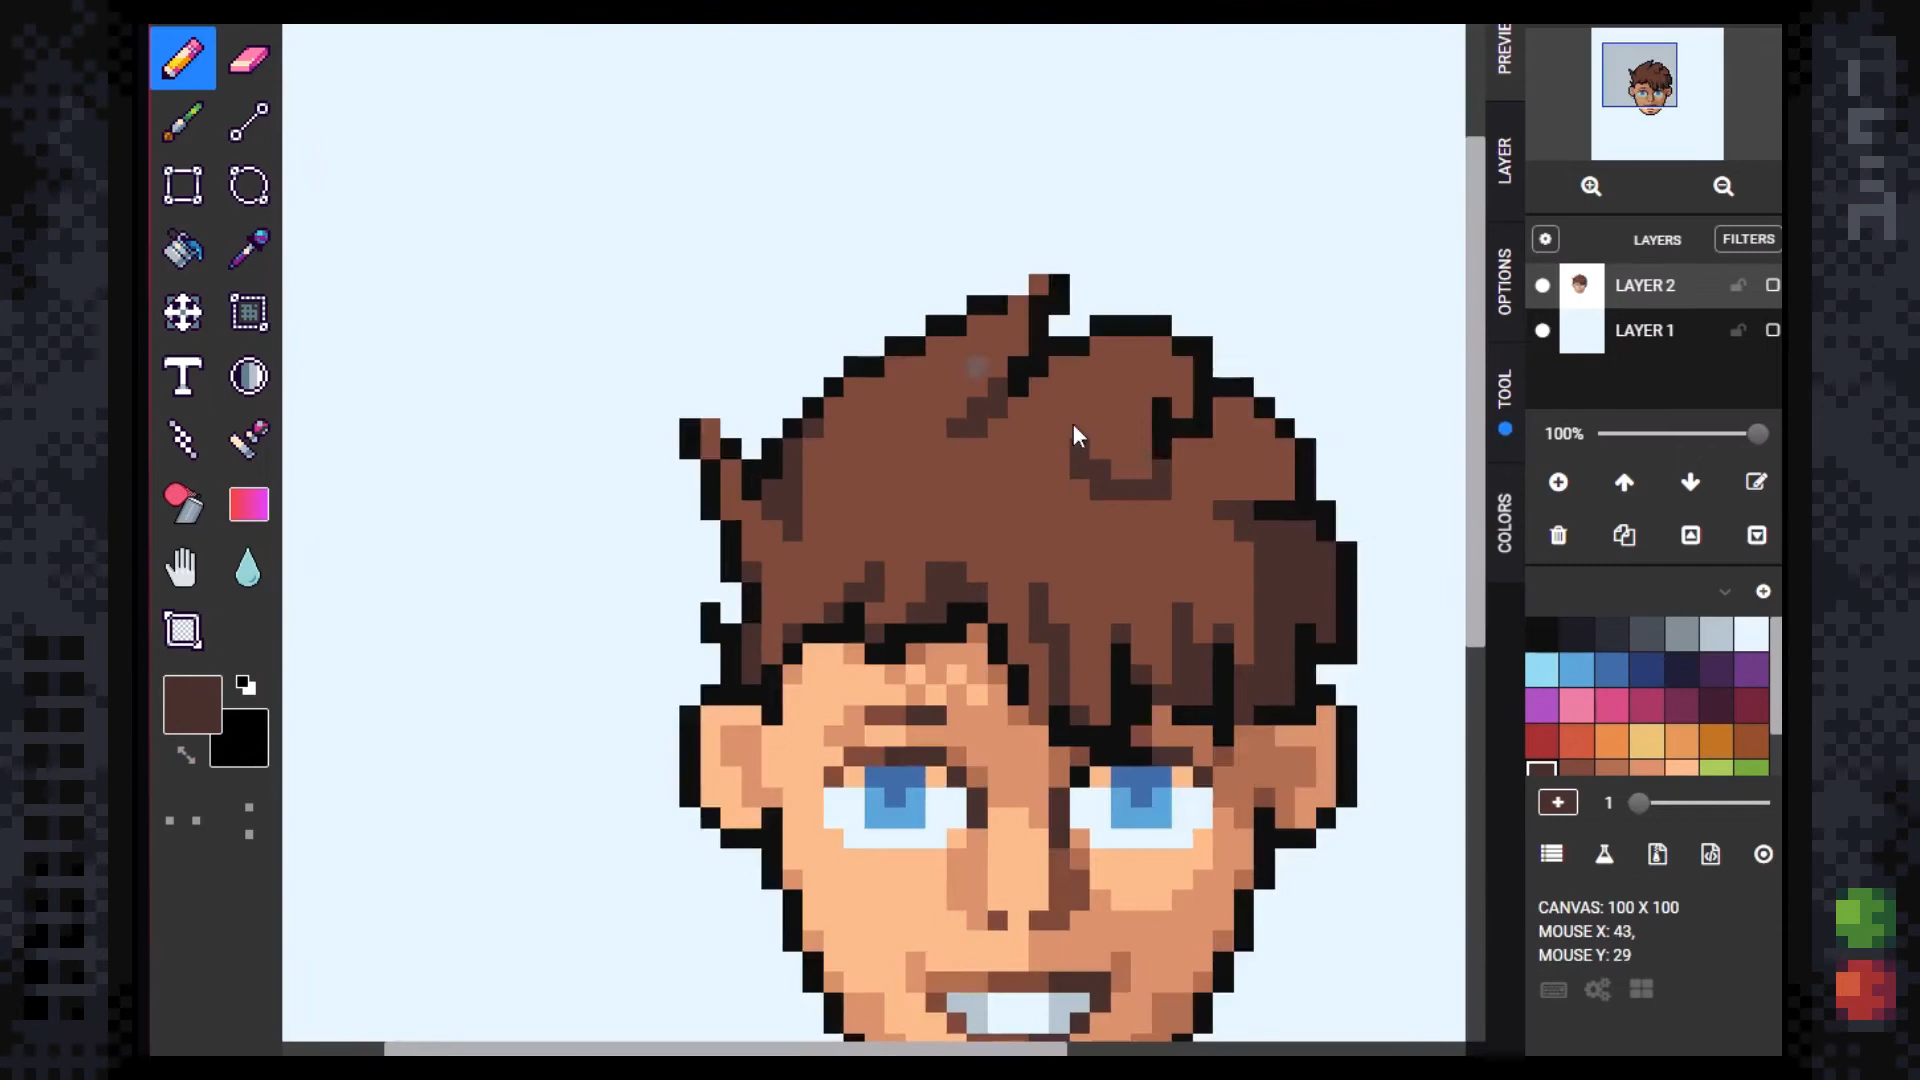 PREVIE
LAYER
OPTIONS
TOOL
COLORS
LAYERS
FILTERS
LAYER 2
LAYER 1
100%
1
CANVAS: 100 X 100
MOUSE X: 43,
MOUSE Y: 29